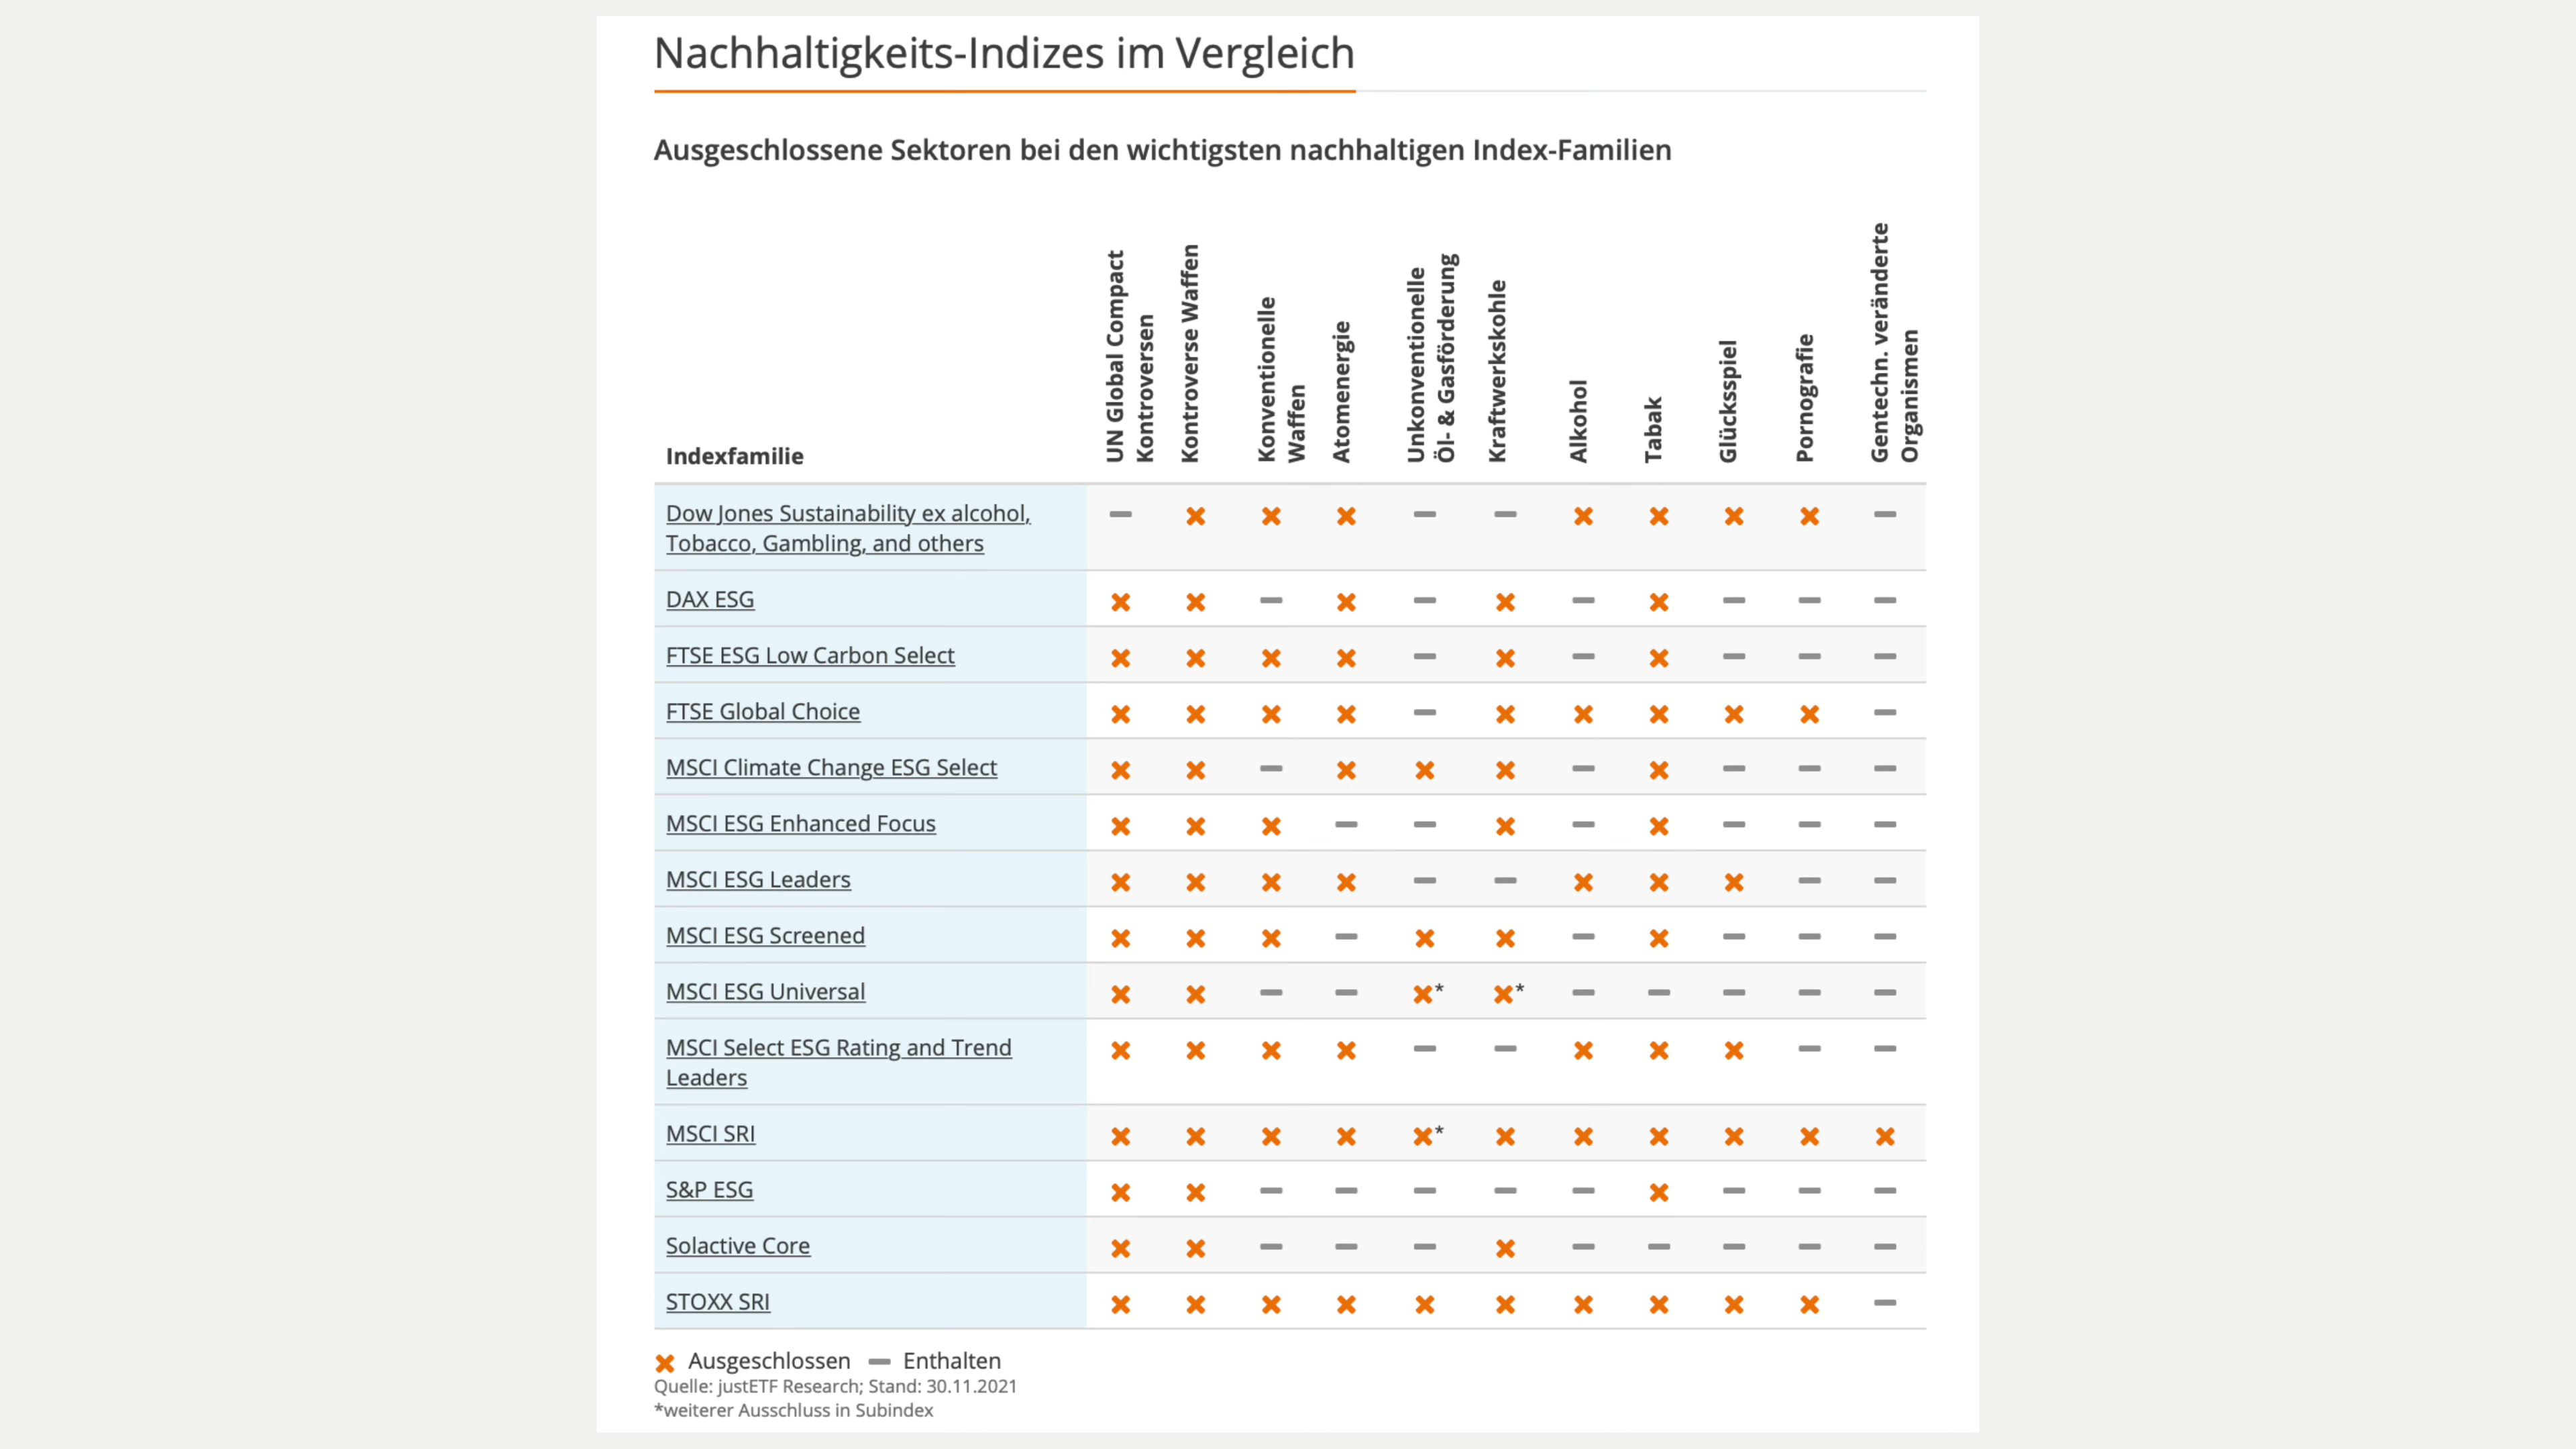 Nachhaltigkeits-Indizes im Vergleich
Ausgeschlossene Sektoren bei den wichtigsten nachhaltigen Index-Familien
Indexfamilie
UN Global Compact
Kontroversen
Kontroverse Waffen
Konventionelle
Waffen
Atomenergie
Unkonventionelle
Öl- & Gasförderung
Kraftwerkskohle
Alkohol
Tabak
Glücksspiel
Pornografie
Gentechn. veränderte
Organismen
Dow Jones Sustainability ex alcohol,
Tobacco, Gambling, and others
DAX ESG
FTSE ESG Low Carbon Select
FTSE Global Choice
MSCI Climate Change ESG Select
MSCI ESG Enhanced Focus
MSCI ESG Leaders
MSCI ESG Screened
MSCI ESG Universal * *
MSCI Select ESG Rating and Trend
Leaders
MSCI SRI *
S&P ESG
Solactive Core
STOXX SRI
Ausgeschlossen Enthalten
Quelle: justETF Research; Stand: 30.11.2021
*weiterer Ausschluss in Subindex